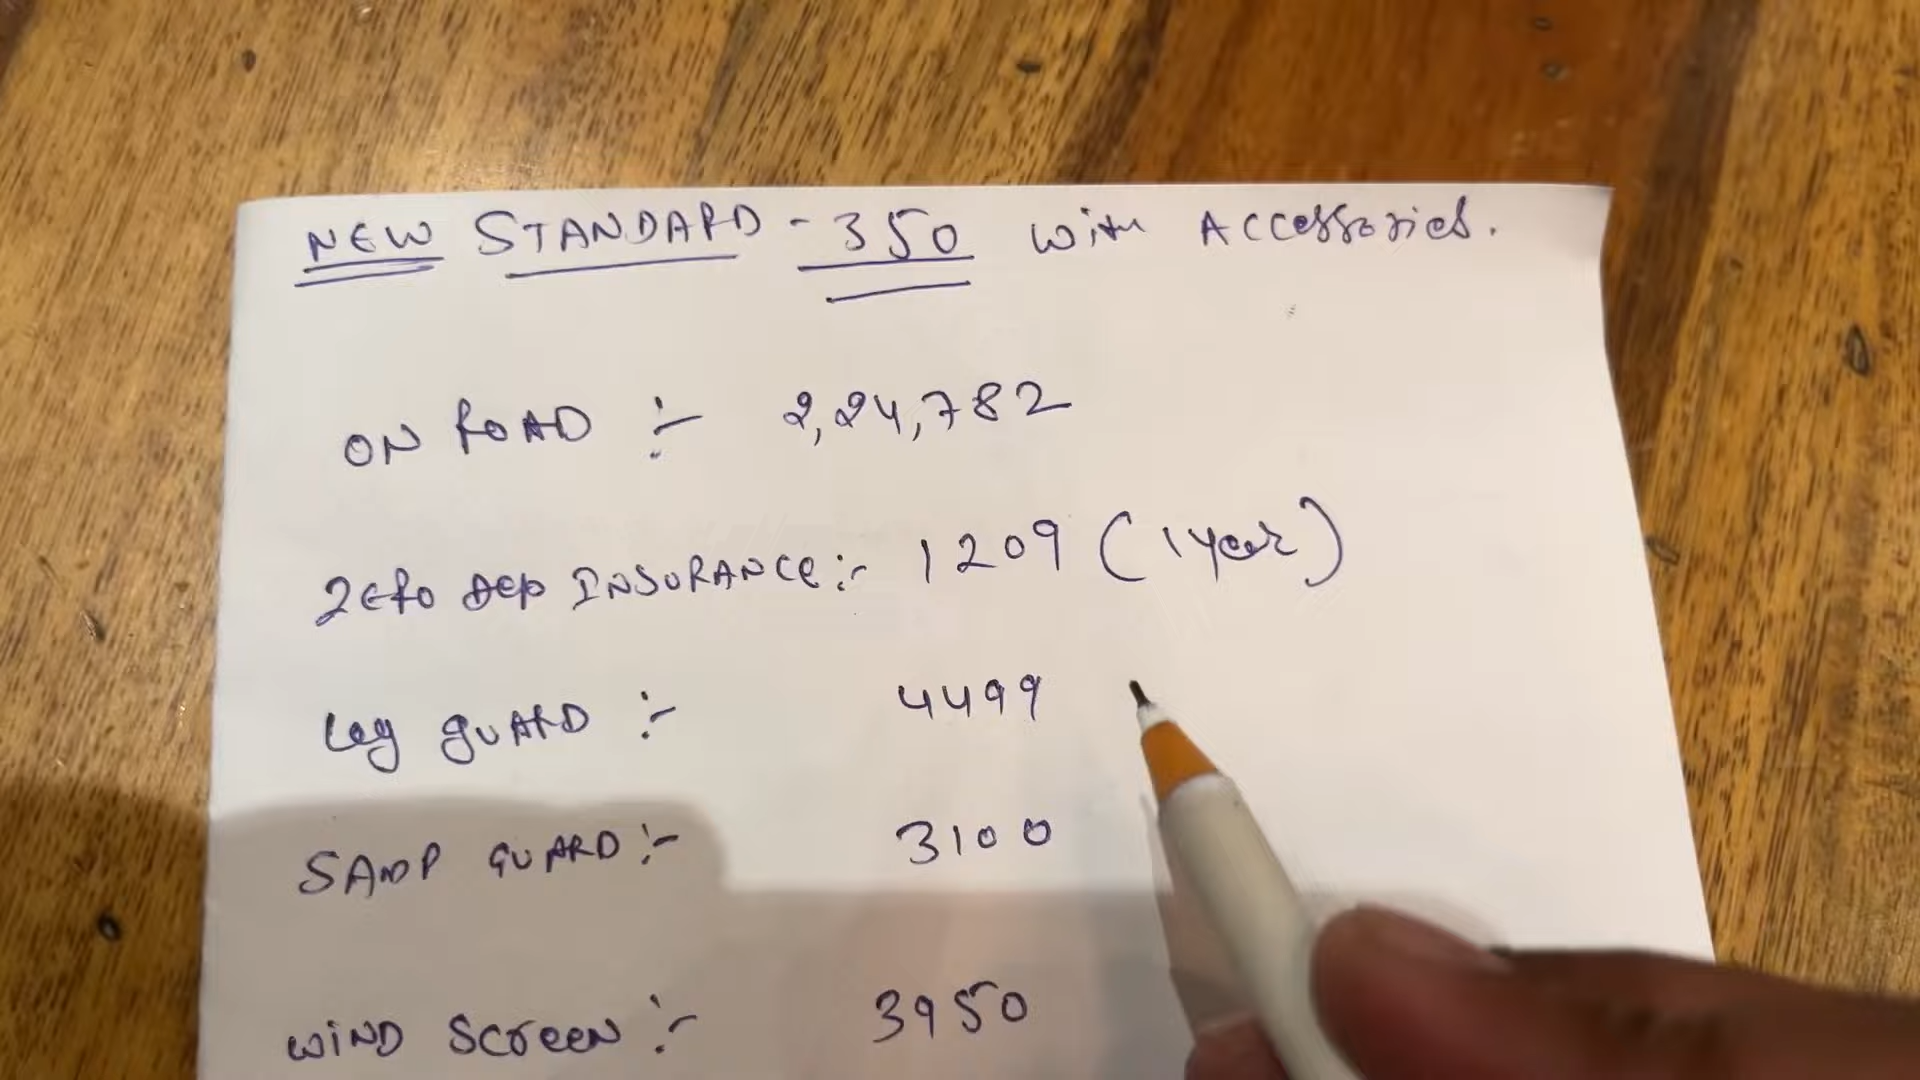 NEW STANDARD - 350 with Accessories.
ON ROAD :- 2,24,782
ZERO DEP INSURANCE :- 1209 (1 year)
Leg GUARD :- 4499
SAMP GUARD :- 3100
WIND SCreeN :- 3950